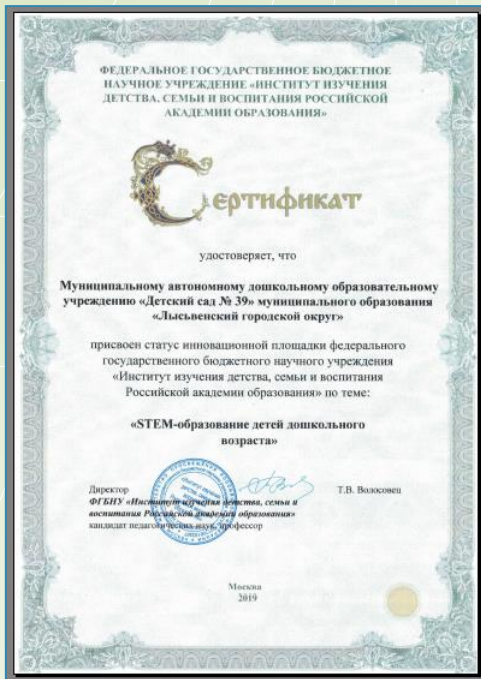 ФЕДЕРАЛЬНОЕ ГОСУДАРСТВЕННОЕ БЮДЖЕТНОЕ
НАУЧНОЕ УЧРЕЖДЕНИЕ «ИНСТИТУТ ИЗУЧЕНИЯ
ДЕТСТВА, СЕМЬИ И ВОСПИТАНИЯ РОССИЙСКОЙ
АКАДЕМИИ ОБРАЗОВАНИЯ»
Сертификат
удостоверяет, что
Муниципальному автономному дошкольному образовательному
учреждению «Детский сад № 39» муниципального образования
«Лысьвенский городской округ»
присвоен статус инновационной площадки федерального
государственного бюджетного научного учреждения
«Институт изучения детства, семьи и воспитания
Российской академии образования» по теме:
«STEM-образование детей дошкольного
возраста»
Директор Т.В. Волосовец
ФГБНУ «Институт изучения детства, семьи и
воспитания Российской академии образования»
кандидат педагогических наук, профессор
Москва
2019